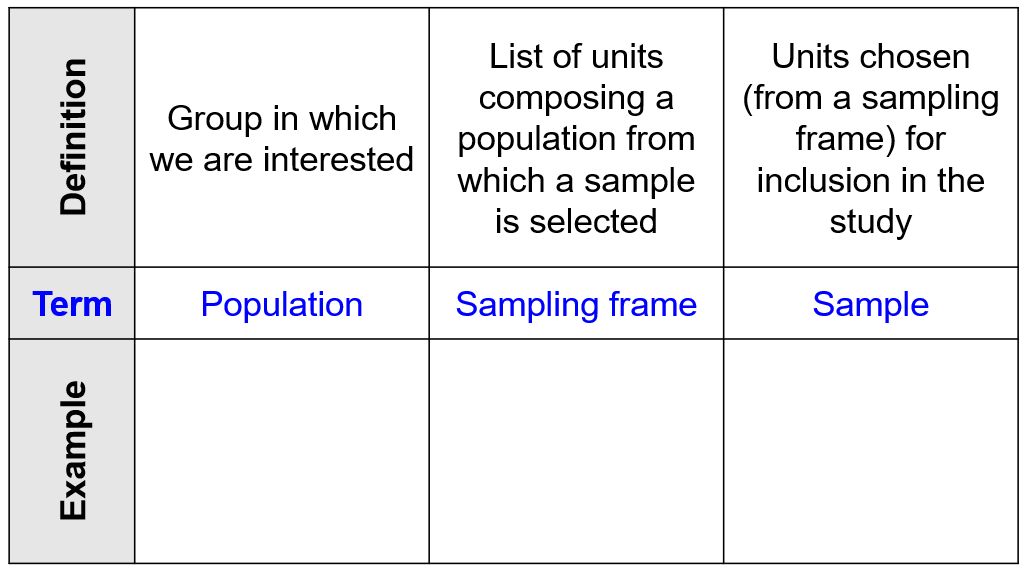 Definition
Group in which
we are interested
List of units
composing a
population from
which a sample
is selected
Units chosen
(from a sampling
frame) for
inclusion in the
study
Term
Population
Sampling frame
Sample
Example